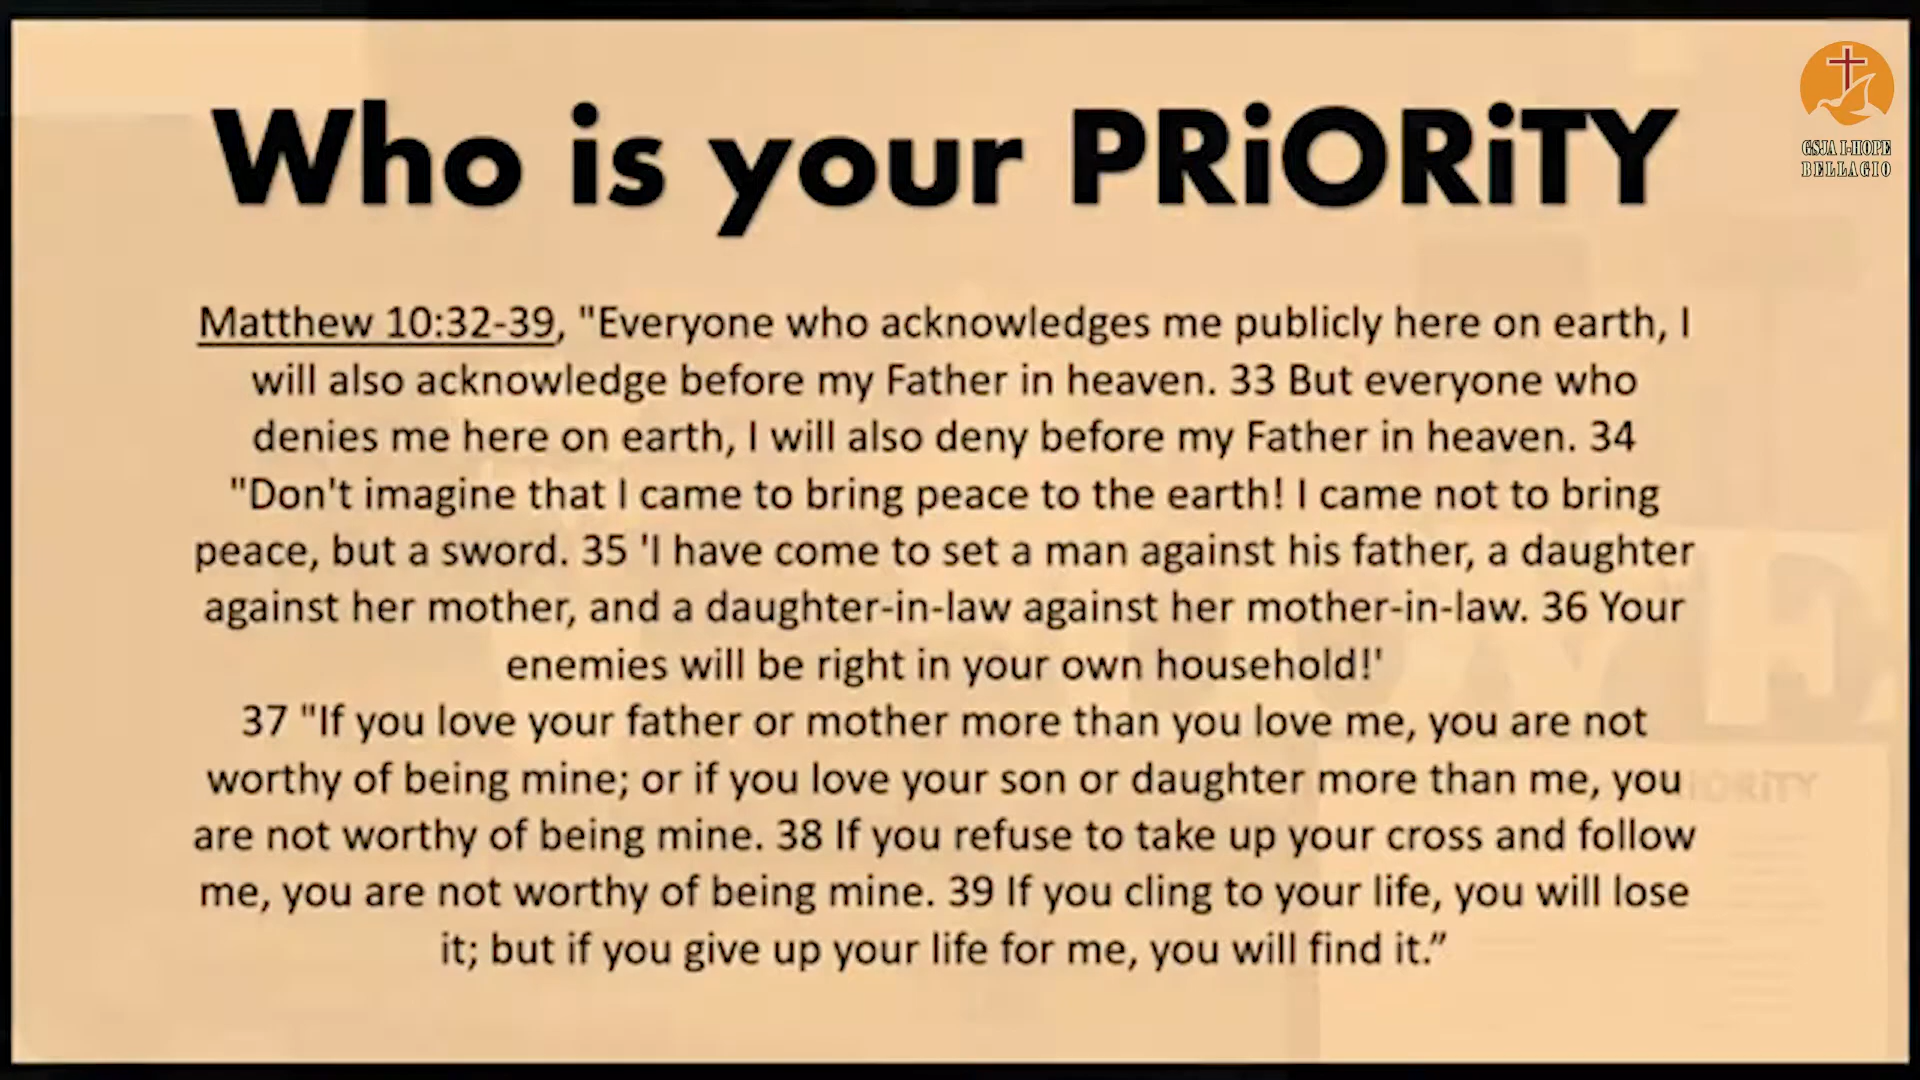 Who is your PRiORiTY
GSJA I-HOPE
BELLAGIO
Matthew 10:32-39, "Everyone who acknowledges me publicly here on earth, I
will also acknowledge before my Father in heaven. 33 But everyone who
denies me here on earth, I will also deny before my Father in heaven. 34
"Don't imagine that I came to bring peace to the earth! I came not to bring
peace, but a sword. 35 'I have come to set a man against his father, a daughter
against her mother, and a daughter-in-law against her mother-in-law. 36 Your
enemies will be right in your own household!'
37 "If you love your father or mother more than you love me, you are not
worthy of being mine; or if you love your son or daughter more than me, you
are not worthy of being mine. 38 If you refuse to take up your cross and follow
me, you are not worthy of being mine. 39 If you cling to your life, you will lose
it; but if you give up your life for me, you will find it.”